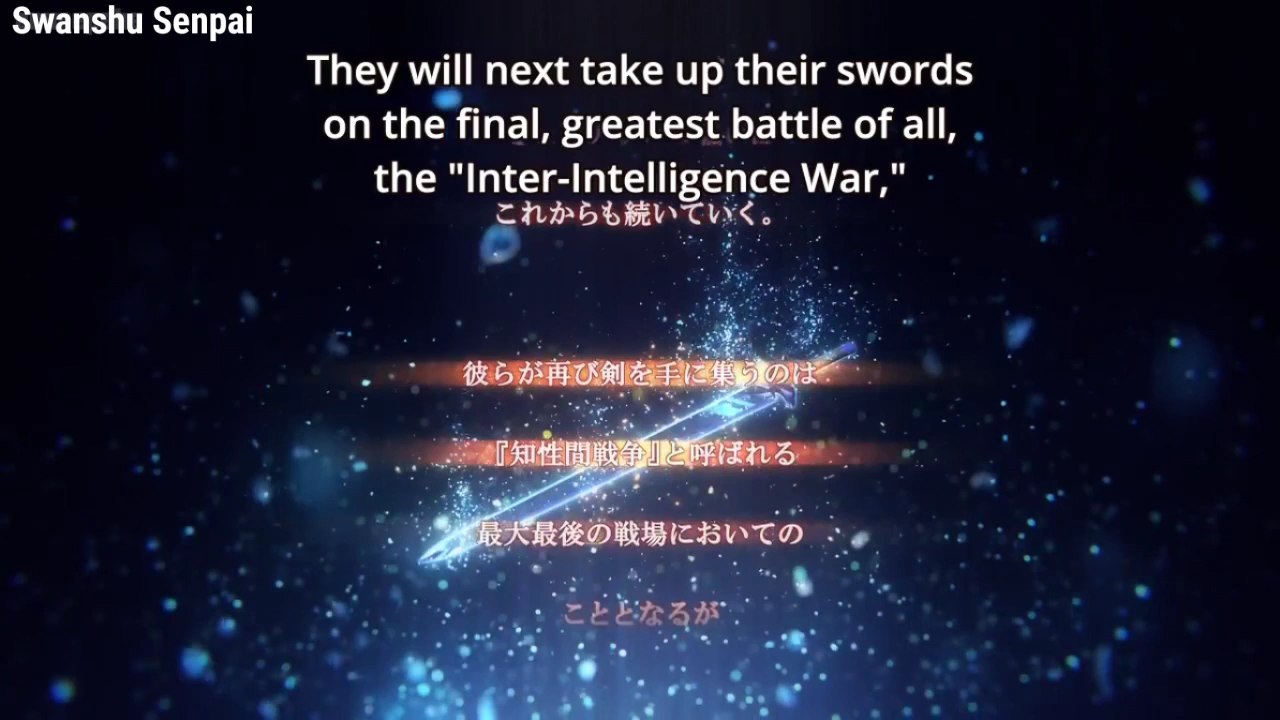 Swanshu Senpai
They will next take up their swords
on the final, greatest battle of all,
the "Inter-Intelligence War,"
これからも続いていく。
彼らが再び剣を手に集うのは
『知性間戦争』と呼ばれる
最大最後の戦場においての
こととなるが